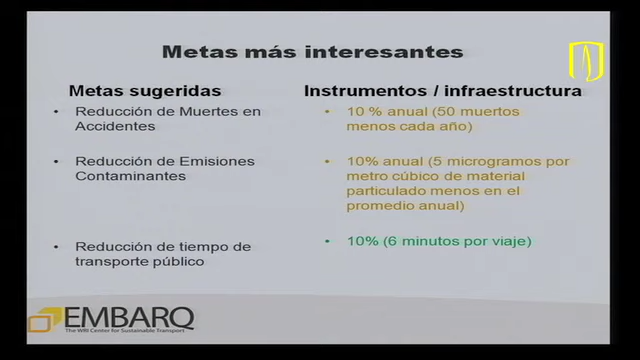 Metas más interesantes
Metas sugeridas
• Reducción de Muertes en
Accidentes
• Reducción de Emisiones
Contaminantes
• Reducción de tiempo de
transporte público
Instrumentos / infraestructura
• 10 % anual (50 muertos
menos cada año)
• 10% anual (5 microgramos por
metro cúbico de material
particulado menos en el
promedio anual)
• 10% (6 minutos por viaje)
EMBARQ
The WRI Center for Sustainable Transport